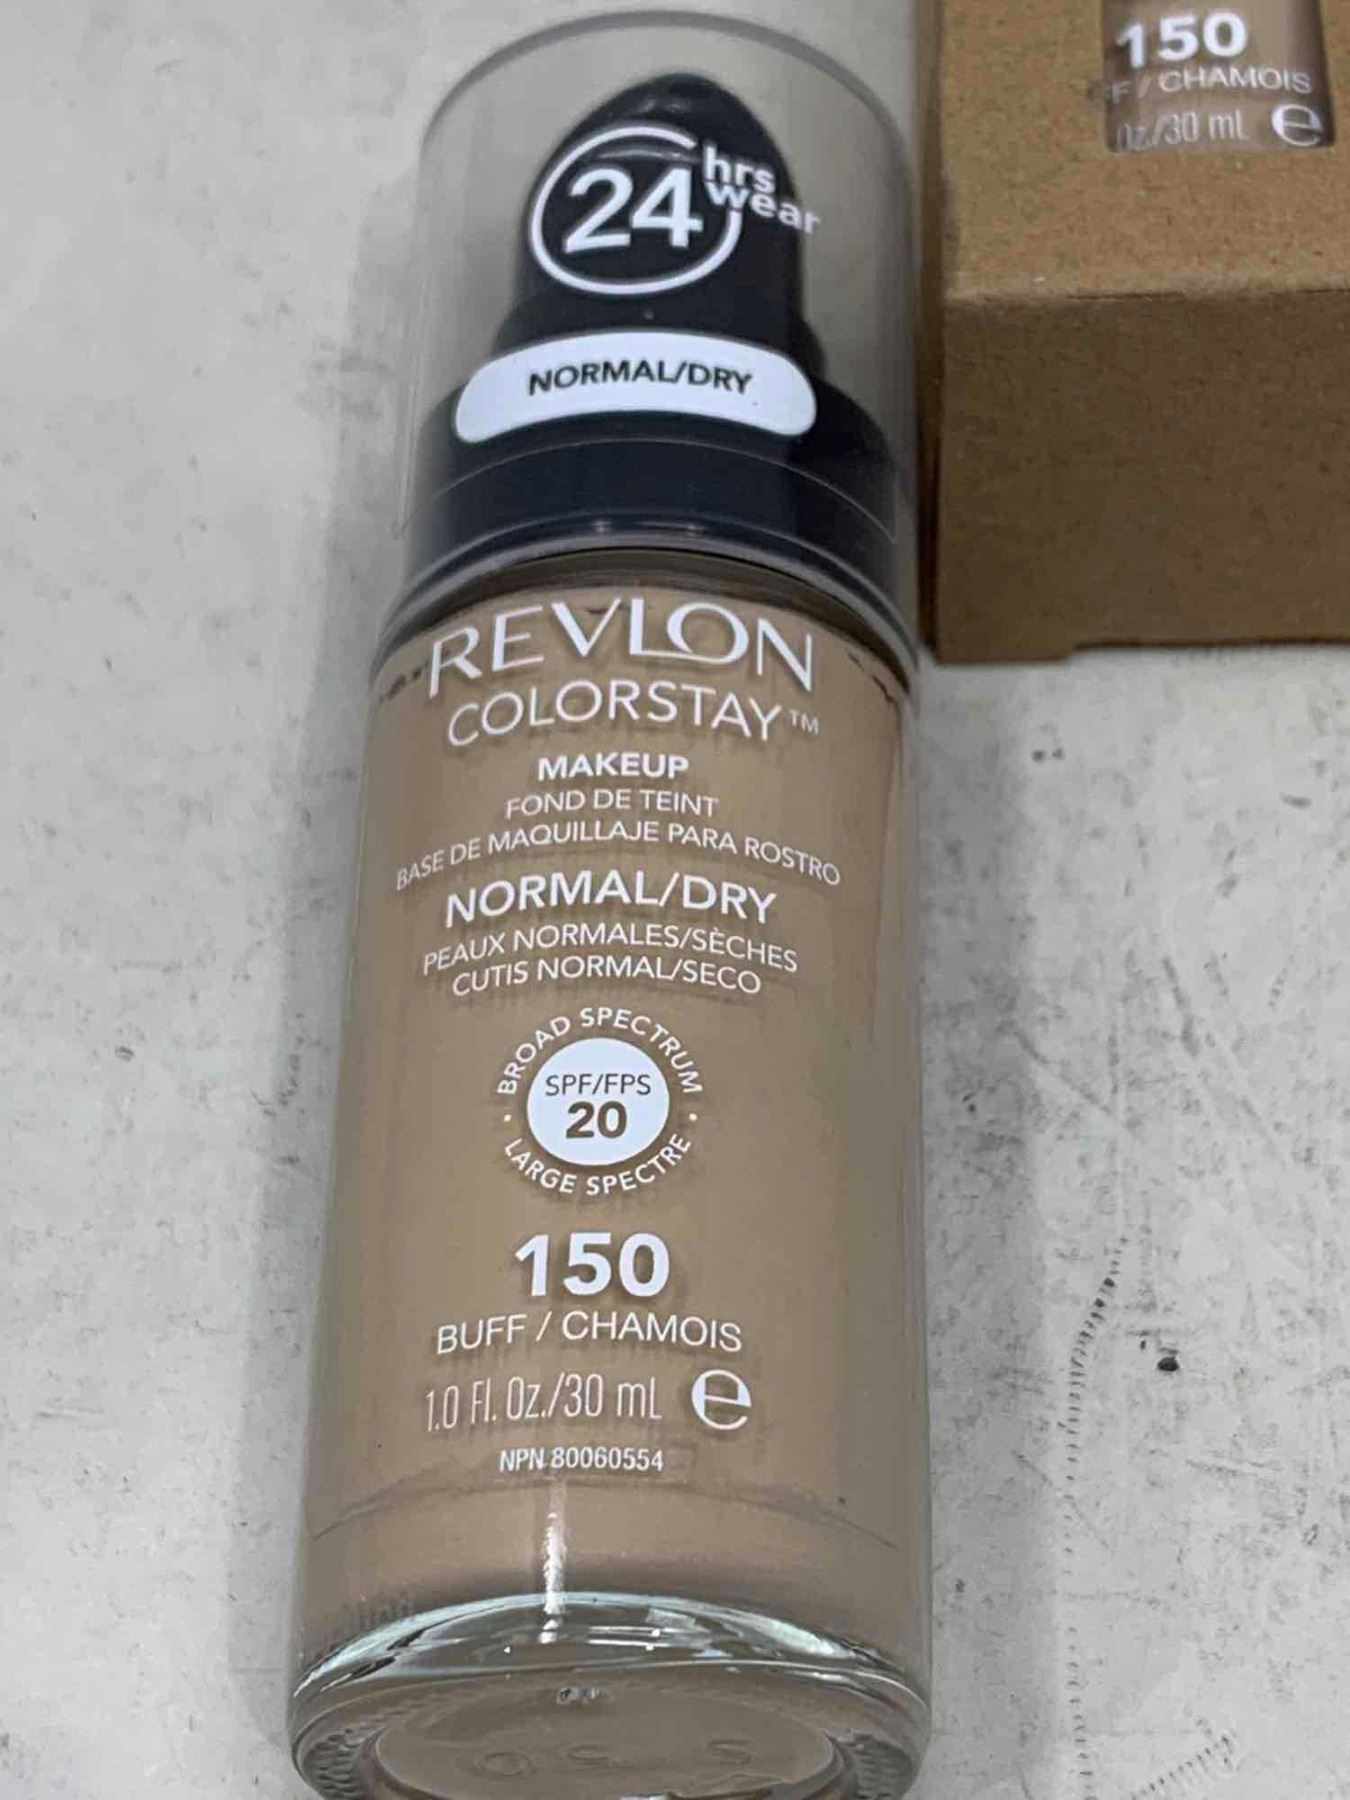 24 hrs wear
NORMAL/DRY
REVLON
COLORSTAY™
MAKEUP
FOND DE TEINT
BASE DE MAQUILLAJE PARA ROSTRO
NORMAL/DRY
PEAUX NORMALES/SÈCHES
CUTIS NORMAL/SECO
BROAD SPECTRUM
SPF/FPS
20
· LARGE SPECTRE ·
150
BUFF / CHAMOIS
1.0 Fl. Oz./30 mL ℮
NPN 80060554
150
F / CHAMOIS
Oz./30 mL ℮